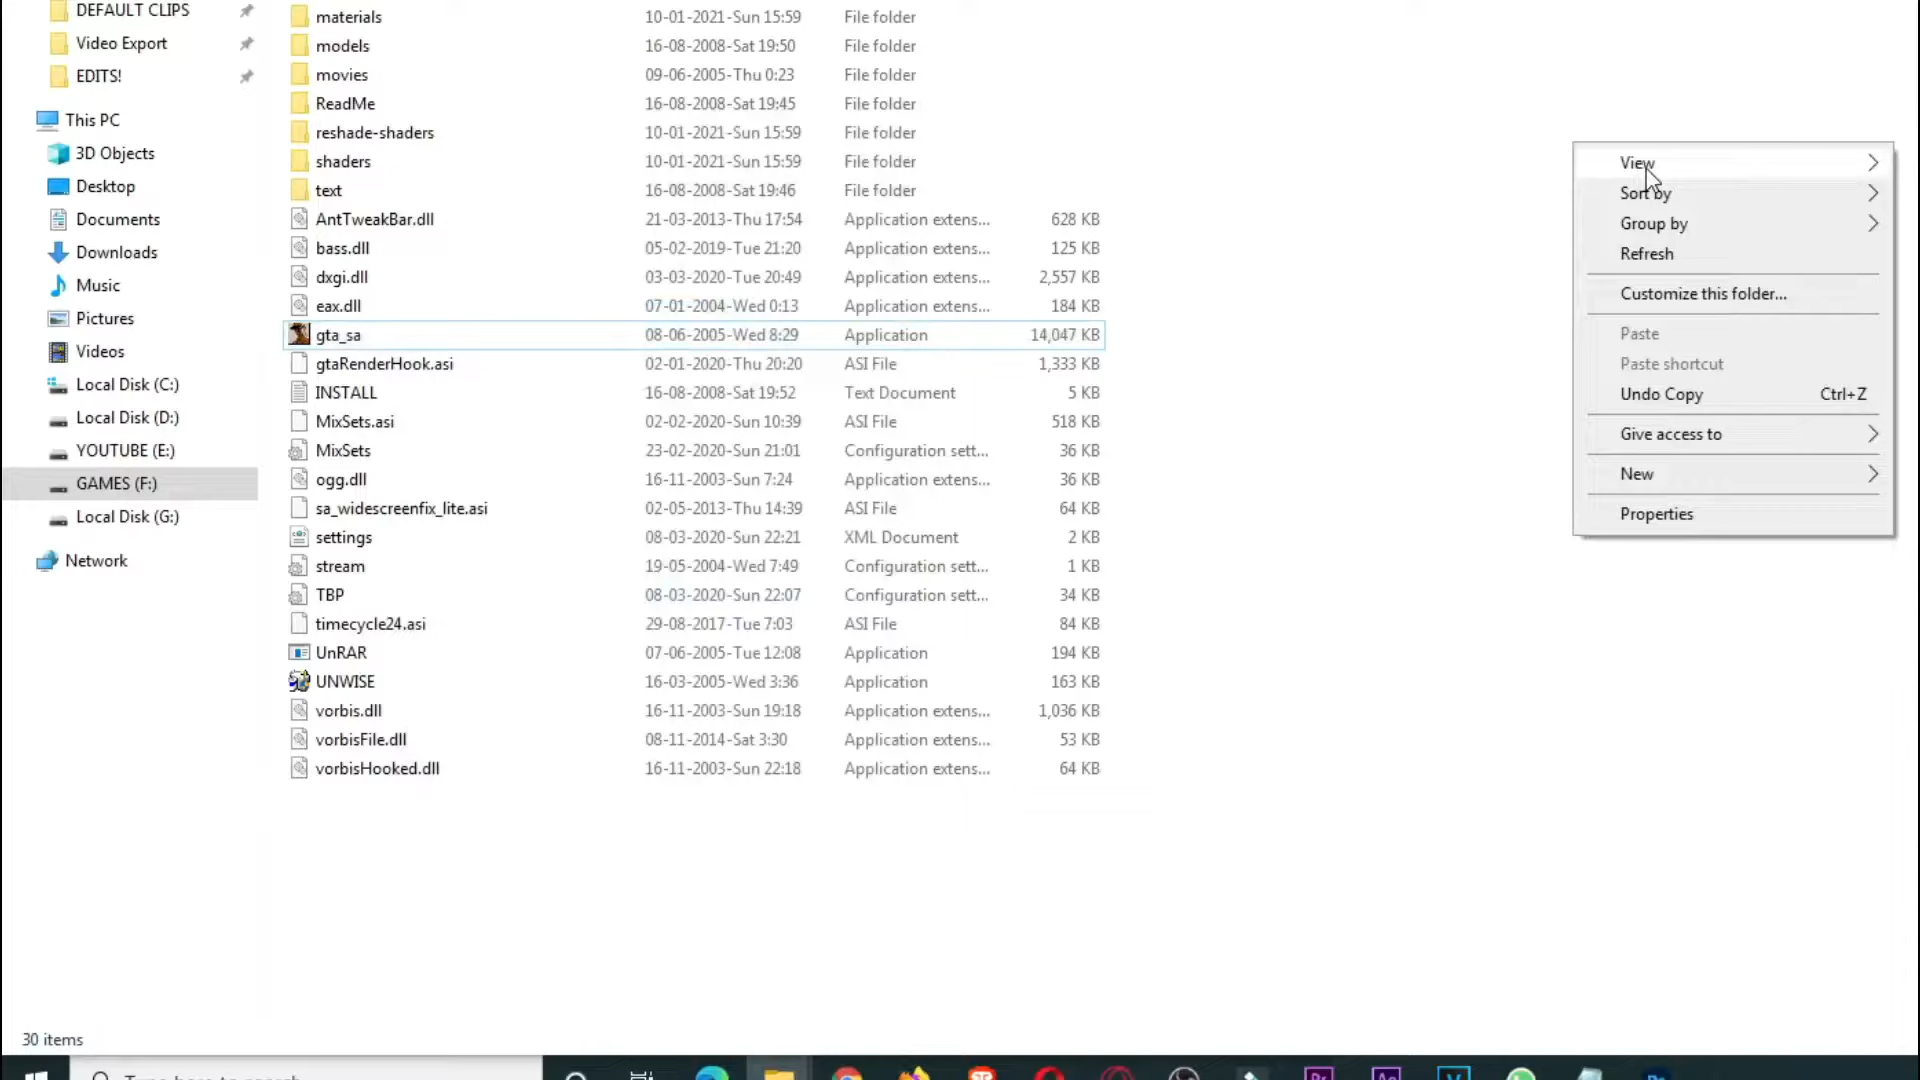 DEFAULT CLIPS
Video Export
EDITS!
This PC
3D Objects
Desktop
Documents
Downloads
Music
Pictures
Videos
Local Disk (C:)
Local Disk (D:)
YOUTUBE (E:)
GAMES (F:)
Local Disk (G:)
Network
materials 10-01-2021-Sun 15:59 File folder
models 16-08-2008-Sat 19:50 File folder
movies 09-06-2005-Thu 0:23 File folder
ReadMe 16-08-2008-Sat 19:45 File folder
reshade-shaders 10-01-2021-Sun 15:59 File folder
shaders 10-01-2021-Sun 15:59 File folder
text 16-08-2008-Sat 19:46 File folder
AntTweakBar.dll 21-03-2013-Thu 17:54 Application extens... 628 KB
bass.dll 05-02-2019-Tue 21:20 Application extens... 125 KB
dxgi.dll 03-03-2020-Tue 20:49 Application extens... 2,557 KB
eax.dll 07-01-2004-Wed 0:13 Application extens... 184 KB
gta_sa 08-06-2005-Wed 8:29 Application 14,047 KB
gtaRenderHook.asi 02-01-2020-Thu 20:20 ASI File 1,333 KB
INSTALL 16-08-2008-Sat 19:52 Text Document 5 KB
MixSets.asi 02-02-2020-Sun 10:39 ASI File 518 KB
MixSets 23-02-2020-Sun 21:01 Configuration sett... 36 KB
ogg.dll 16-11-2003-Sun 7:24 Application extens... 36 KB
sa_widescreenfix_lite.asi 02-05-2013-Thu 14:39 ASI File 64 KB
settings 08-03-2020-Sun 22:21 XML Document 2 KB
stream 19-05-2004-Wed 7:49 Configuration sett... 1 KB
TBP 08-03-2020-Sun 22:07 Configuration sett... 34 KB
timecycle24.asi 29-08-2017-Tue 7:03 ASI File 84 KB
UnRAR 07-06-2005-Tue 12:08 Application 194 KB
UNWISE 16-03-2005-Wed 3:36 Application 163 KB
vorbis.dll 16-11-2003-Sun 19:18 Application extens... 1,036 KB
vorbisFile.dll 08-11-2014-Sat 3:30 Application extens... 53 KB
vorbisHooked.dll 16-11-2003-Sun 22:18 Application extens... 64 KB
View
Sort by
Group by
Refresh
Customize this folder...
Paste
Paste shortcut
Undo Copy Ctrl+Z
Give access to
New
Properties
30 items
Type here to search